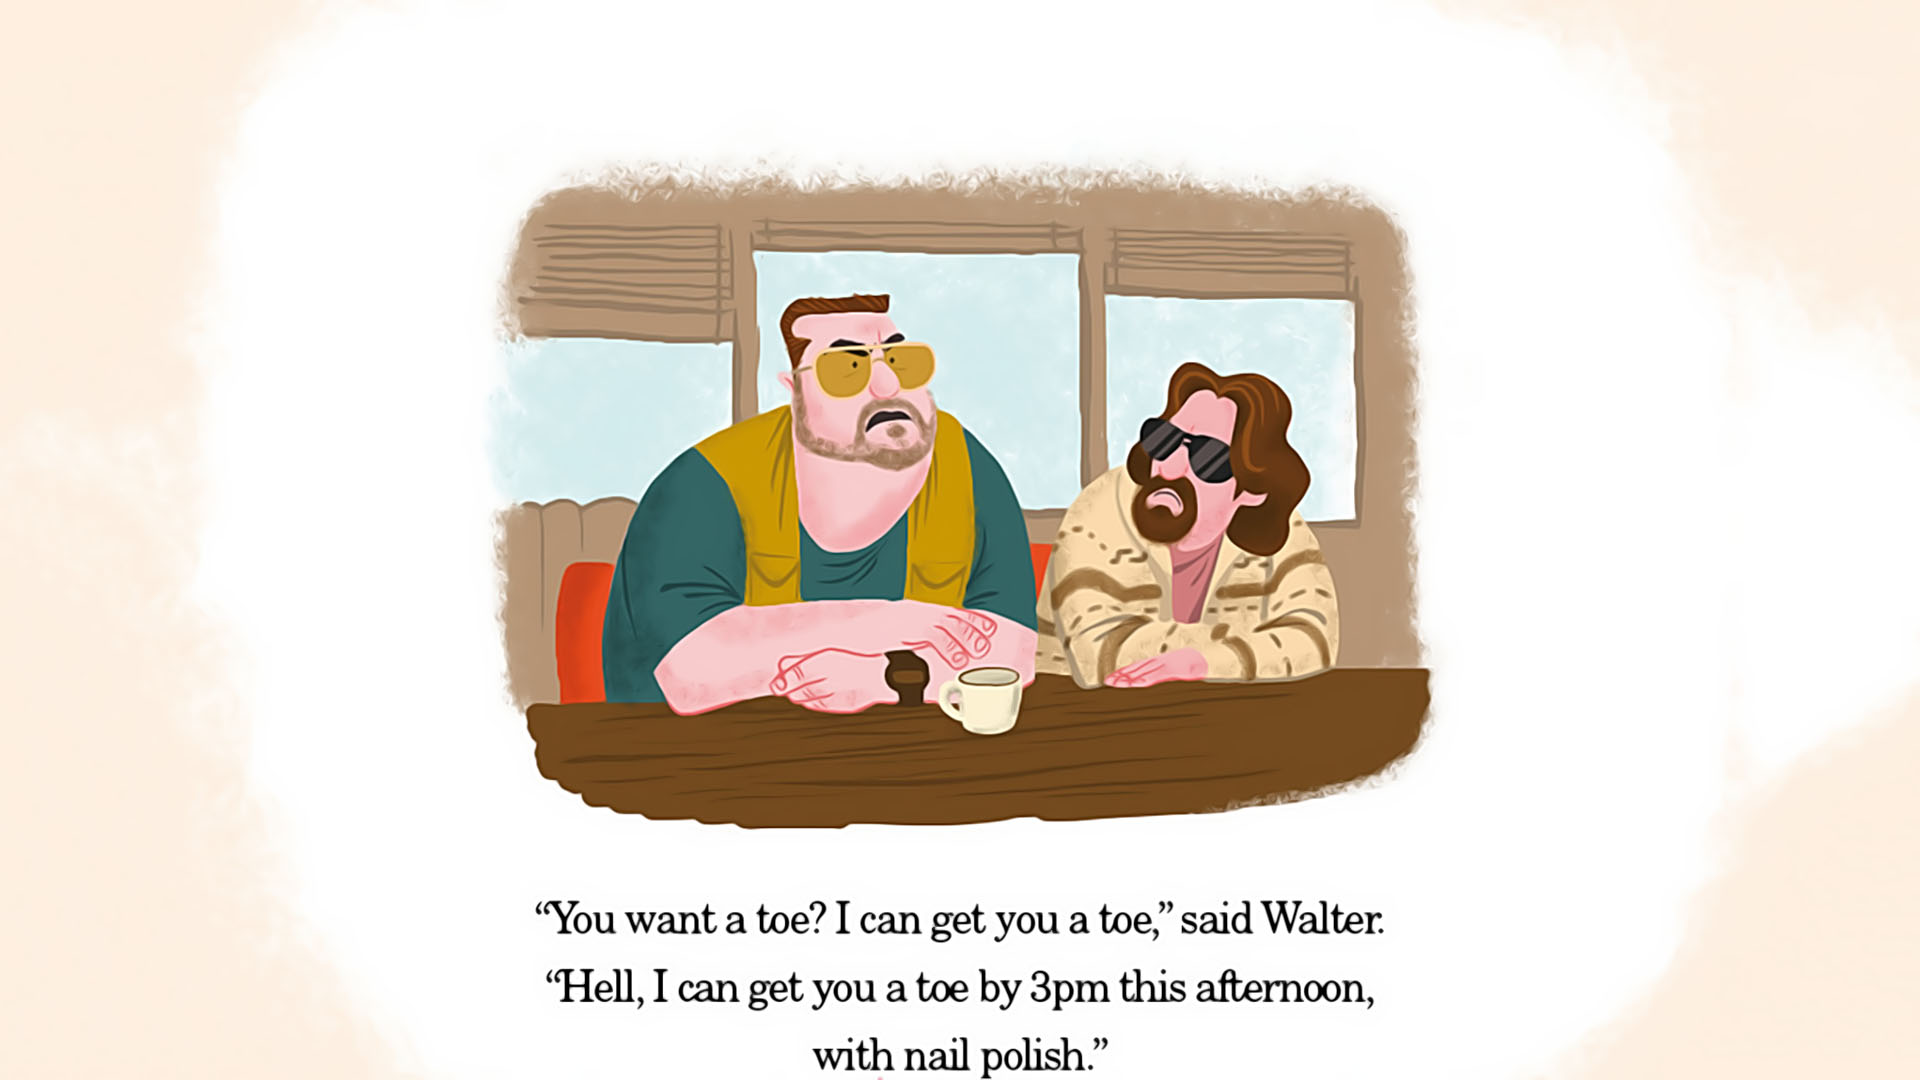 “You want a toe? I can get you a toe,” said Walter.
“Hell, I can get you a toe by 3pm this afternoon,
with nail polish.”